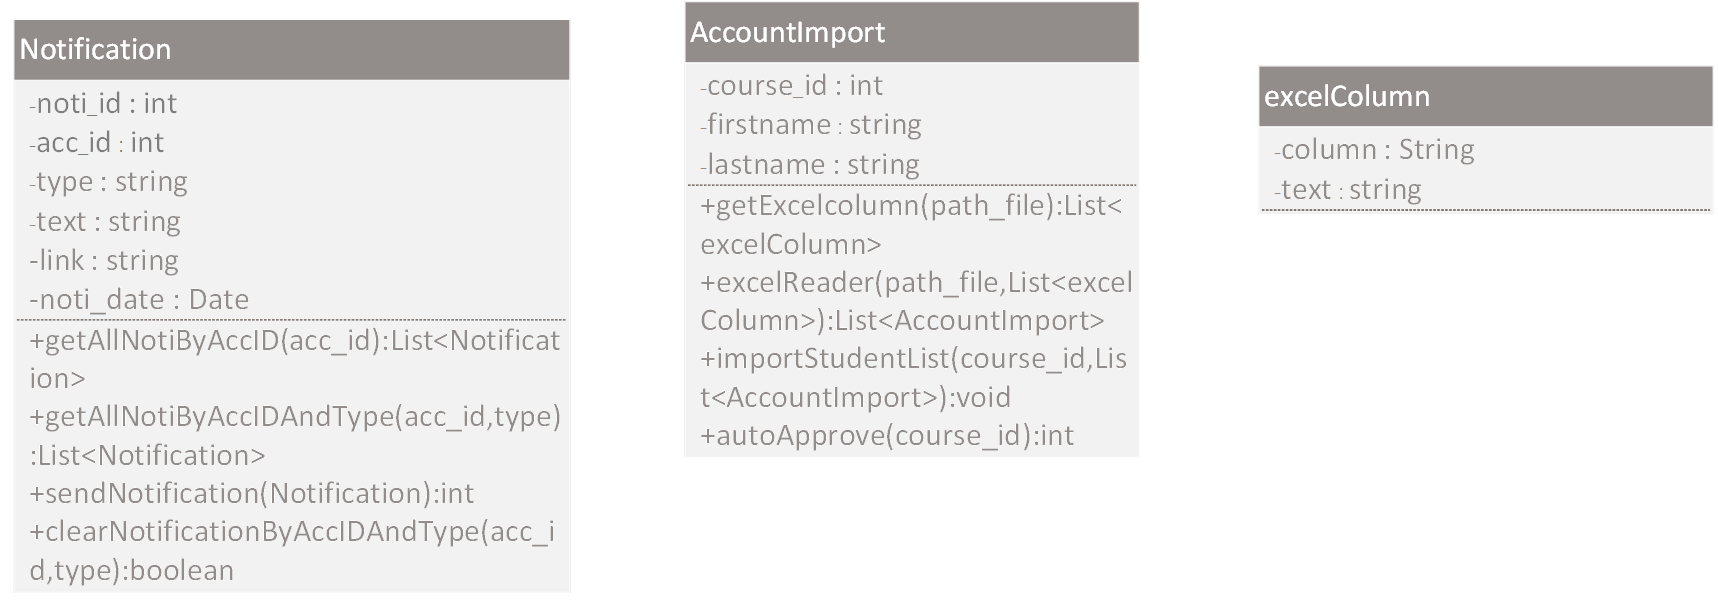 Notification
-noti_id : int
-acc_id : int
-type : string
-text : string
-link : string
-noti_date : Date
+getAllNotiByAccID(acc_id):List<Notificat
ion>
+getAllNotiByAccIDAndType(acc_id,type)
:List<Notification>
+sendNotification(Notification):int
+clearNotificationByAccIDAndType(acc_i
d,type):boolean
AccountImport
-course_id : int
-firstname : string
-lastname : string
+getExcelcolumn(path_file):List<
excelColumn>
+excelReader(path_file,List<excel
Column>):List<AccountImport>
+importStudentList(course_id,Lis
t<AccountImport>):void
+autoApprove(course_id):int
excelColumn
-column : String
-text : string